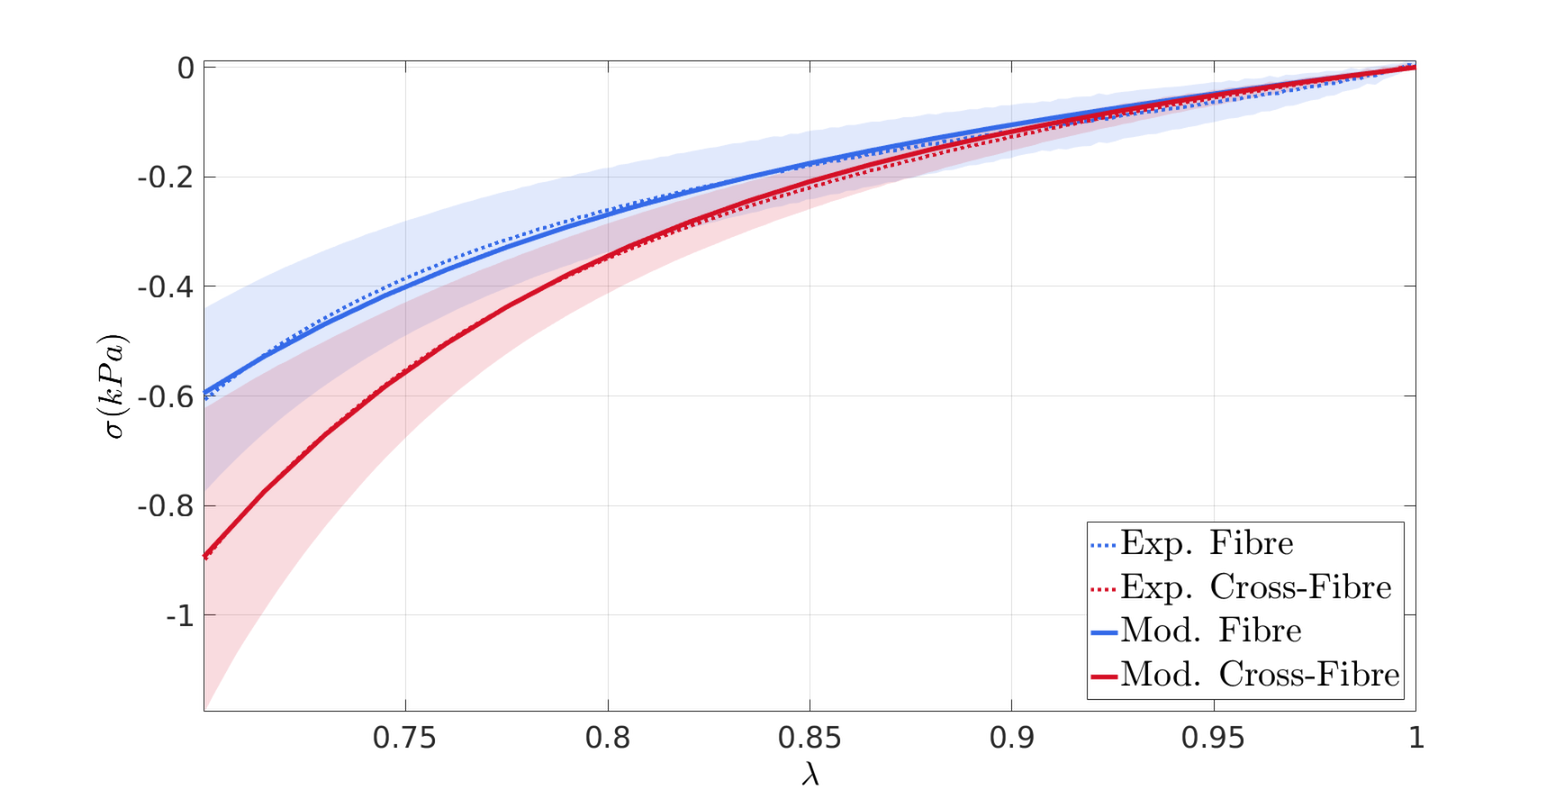 0
-0.2
-0.4
-0.6
-0.8
-1
σ(kPa)
0.75 0.8 0.85 0.9 0.95 1
λ
Exp. Fibre
Exp. Cross-Fibre
Mod. Fibre
Mod. Cross-Fibre